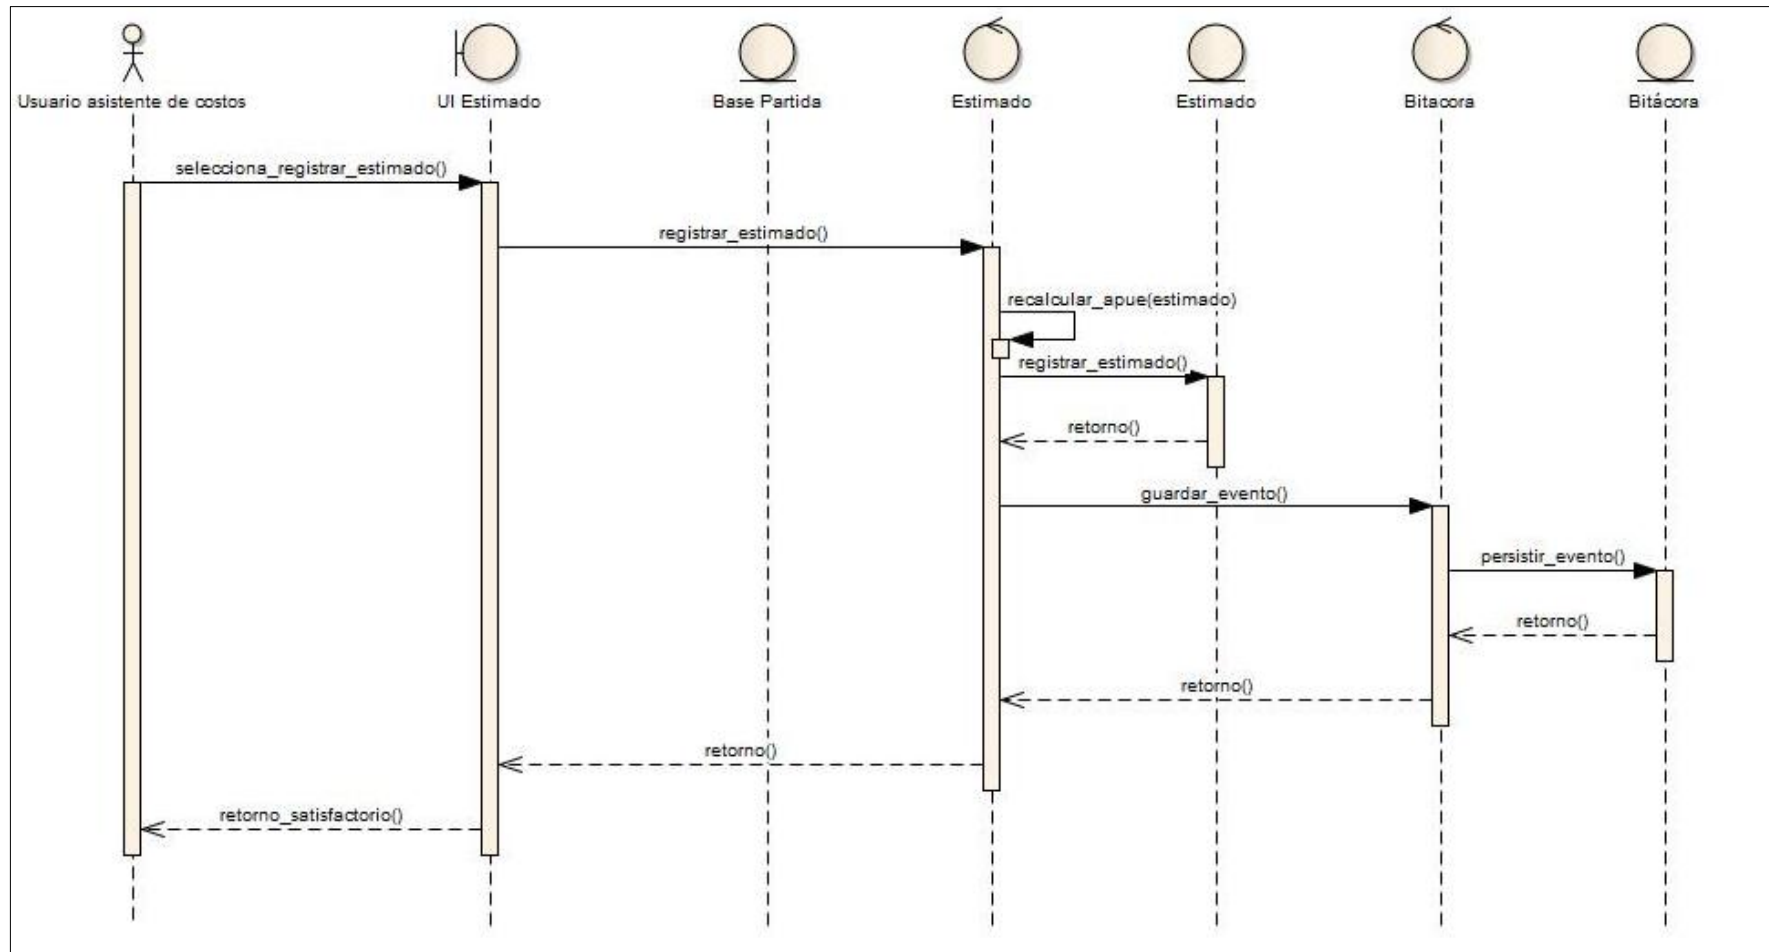 Usuario asistente de costos
UI Estimado
Base Partida
Estimado
Estimado
Bitacora
Bitácora
selecciona_registrar_estimado()
registrar_estimado()
recalcular_apue(estimado)
registrar_estimado()
retorno()
guardar_evento()
persistir_evento()
retorno()
retorno()
retorno()
retorno_satisfactorio()